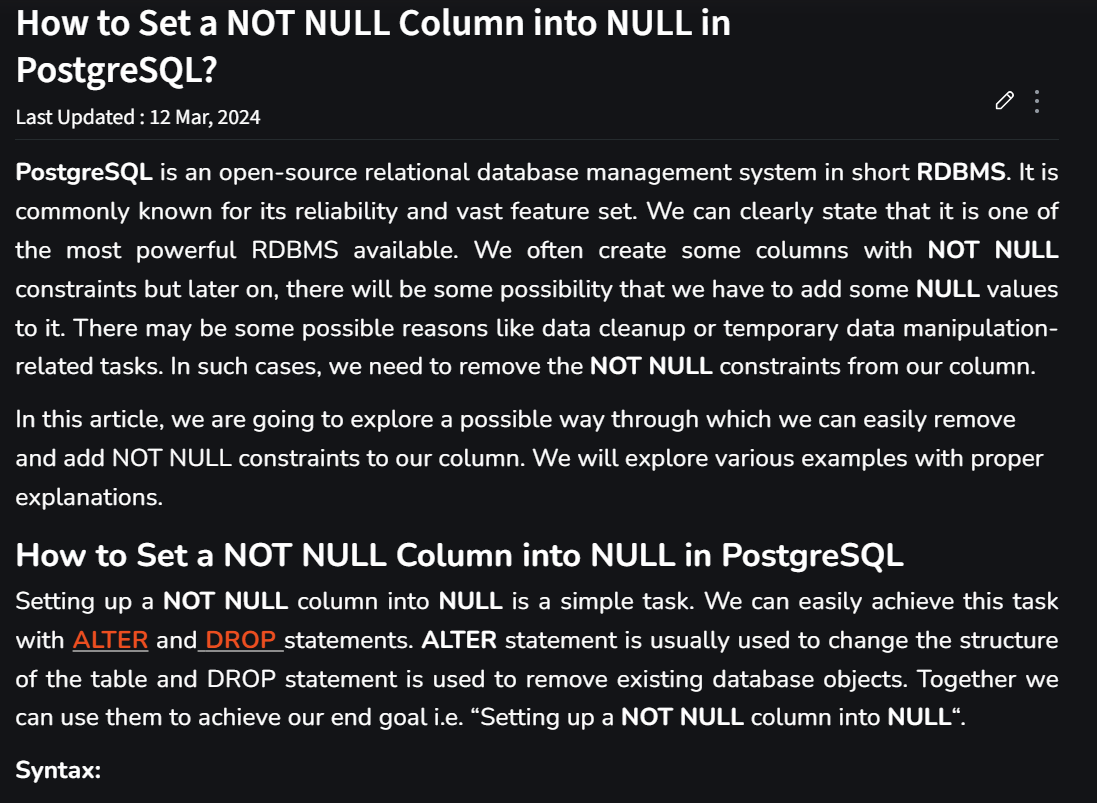 How to Set a NOT NULL Column into NULL in
PostgreSQL?
Last Updated : 12 Mar, 2024
PostgreSQL is an open-source relational database management system in short RDBMS. It is
commonly known for its reliability and vast feature set. We can clearly state that it is one of
the most powerful RDBMS available. We often create some columns with NOT NULL
constraints but later on, there will be some possibility that we have to add some NULL values
to it. There may be some possible reasons like data cleanup or temporary data manipulation-
related tasks. In such cases, we need to remove the NOT NULL constraints from our column.
In this article, we are going to explore a possible way through which we can easily remove
and add NOT NULL constraints to our column. We will explore various examples with proper
explanations.
How to Set a NOT NULL Column into NULL in PostgreSQL
Setting up a NOT NULL column into NULL is a simple task. We can easily achieve this task
with ALTER and DROP statements. ALTER statement is usually used to change the structure
of the table and DROP statement is used to remove existing database objects. Together we
can use them to achieve our end goal i.e. “Setting up a NOT NULL column into NULL“.
Syntax: